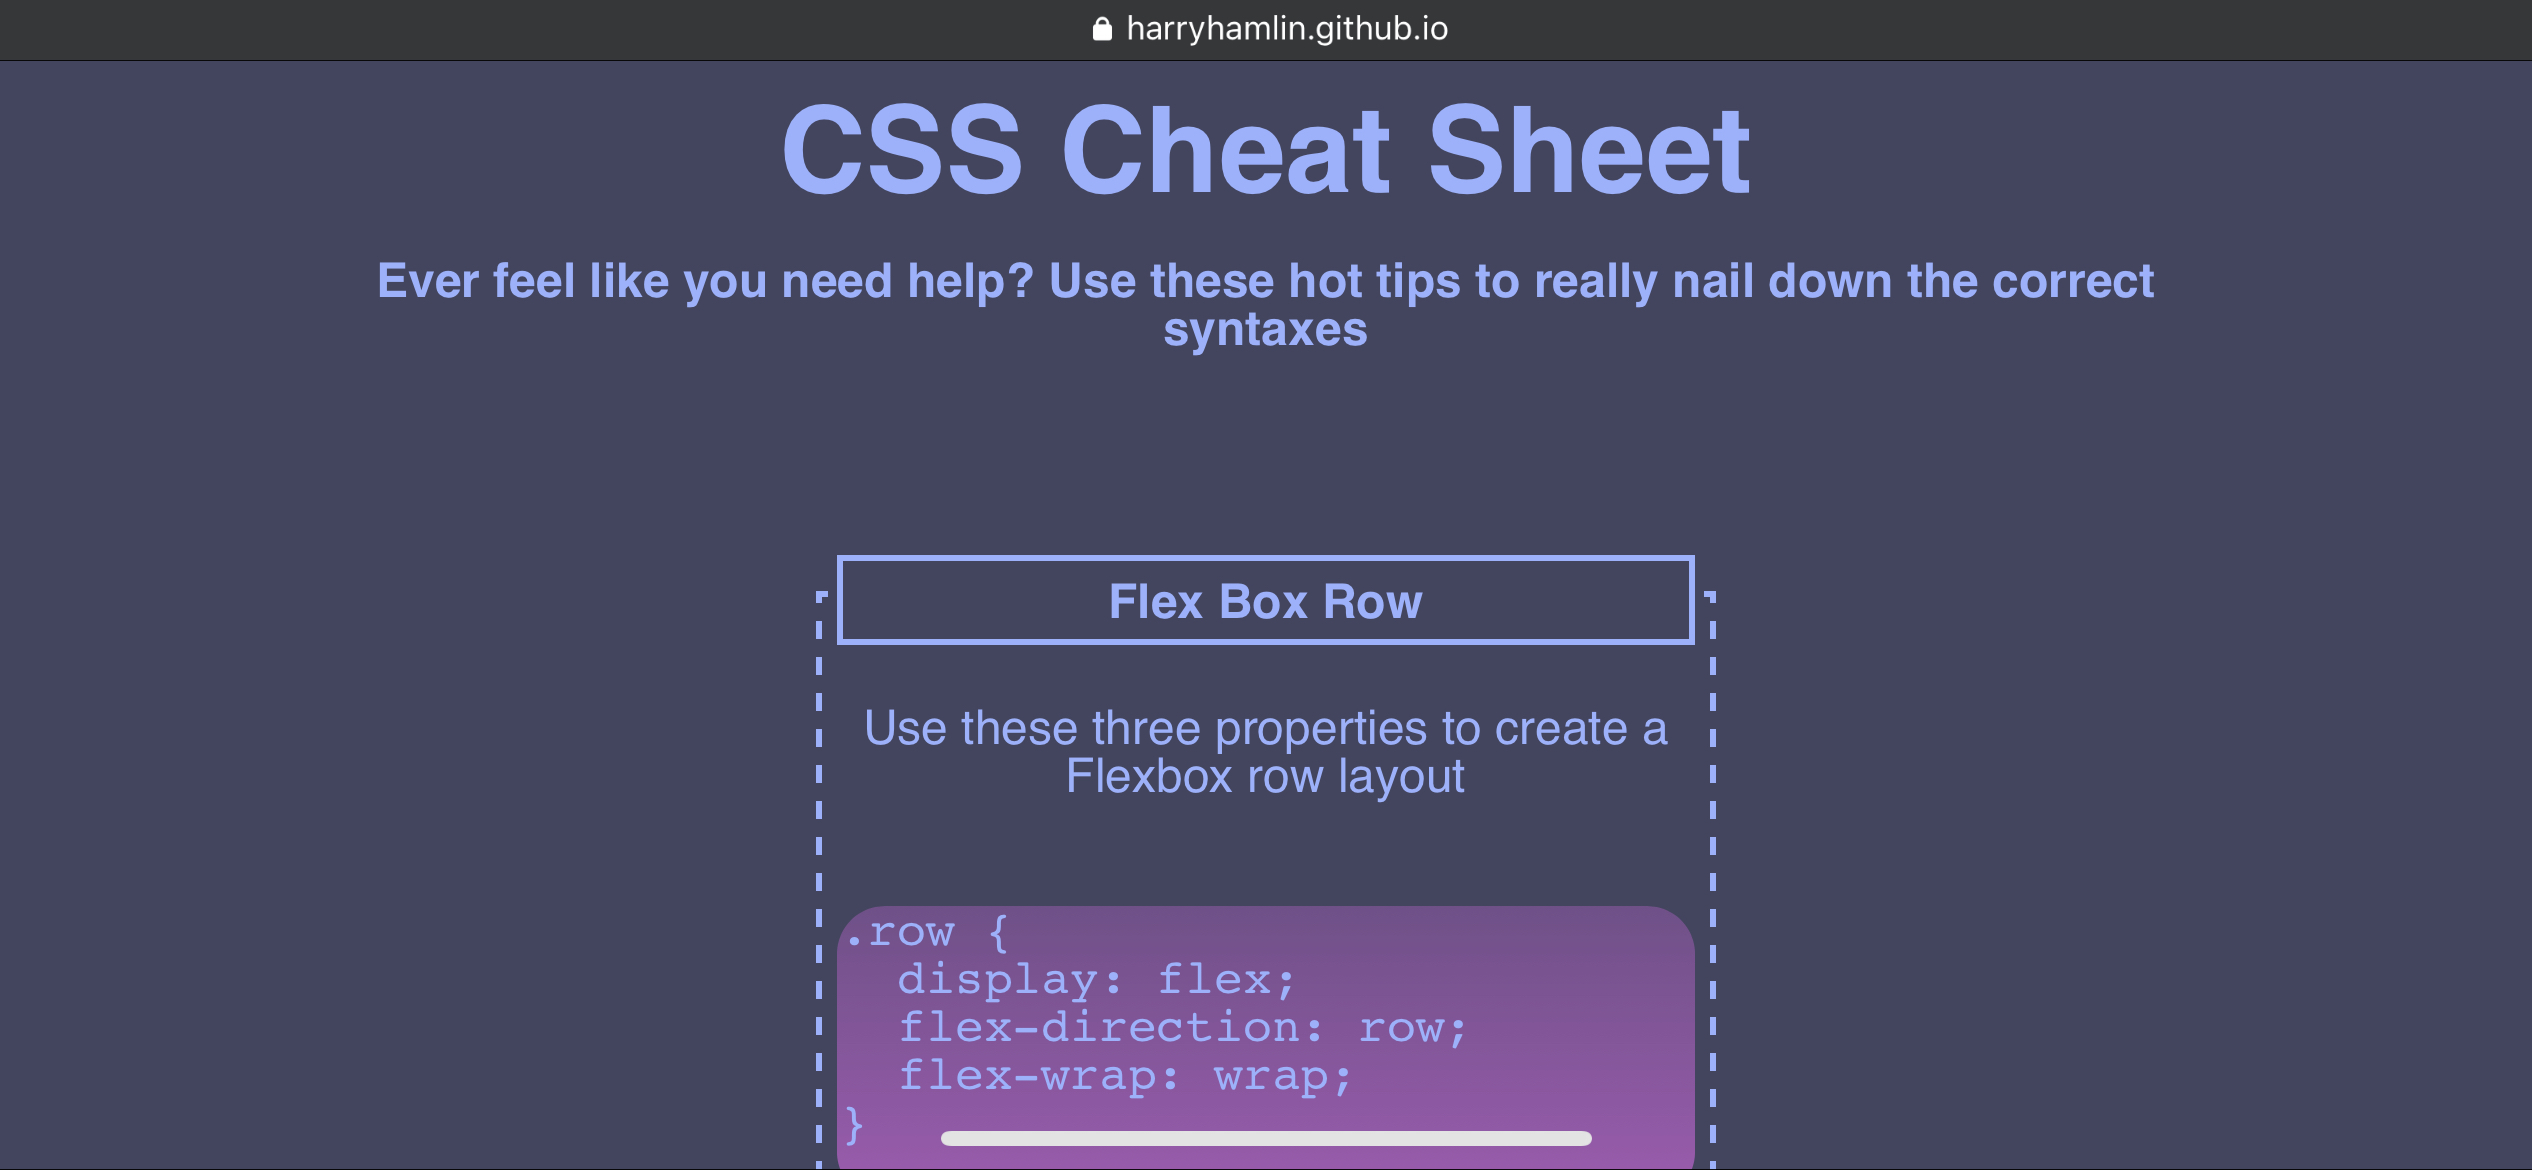 harryhamlin.github.io
CSS Cheat Sheet
Ever feel like you need help? Use these hot tips to really nail down the correct
syntaxes
Flex Box Row
Use these three properties to create a
Flexbox row layout
.row {
  display: flex;
  flex-direction: row;
  flex-wrap: wrap;
}